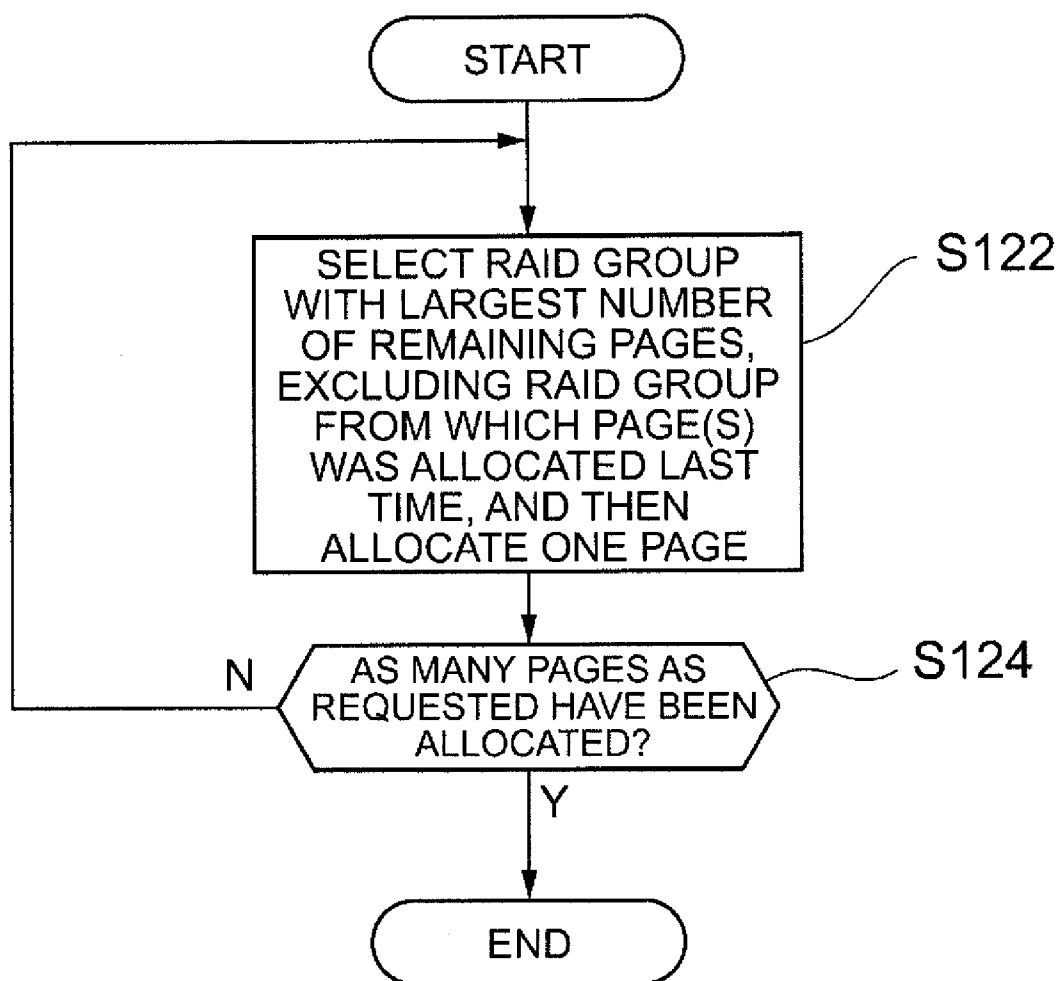 START
SELECT RAID GROUP
WITH LARGEST NUMBER
OF REMAINING PAGES,
EXCLUDING RAID GROUP
FROM WHICH PAGE(S)
WAS ALLOCATED LAST
TIME, AND THEN
ALLOCATE ONE PAGE
S122
AS MANY PAGES AS
REQUESTED HAVE BEEN
ALLOCATED?
S124
N
Y
END